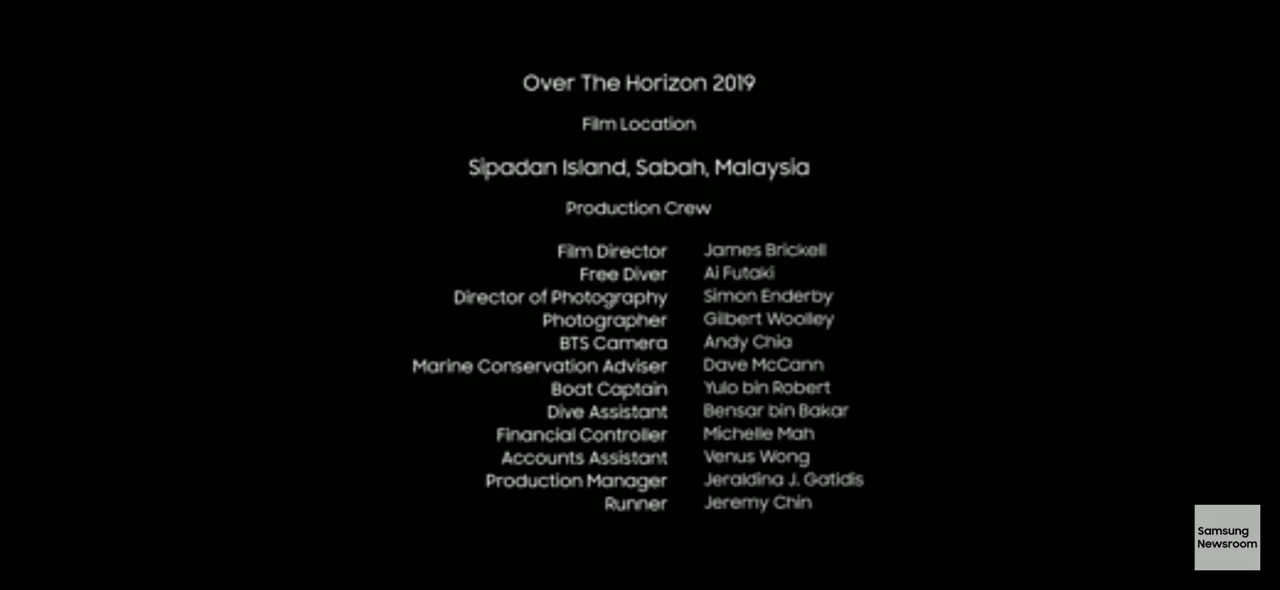 Over The Horizon 2019
Film Location
Sipadan Island, Sabah, Malaysia
Production Crew
Film Director James Brickell
Free Diver Ai Futaki
Director of Photography Simon Enderby
Photographer Gilbert Woolley
BTS Camera Andy Chia
Marine Conservation Adviser Dave McCann
Boat Captain Yulo bin Robert
Dive Assistant Bensar bin Bakar
Financial Controller Michelle Mah
Accounts Assistant Venus Wong
Production Manager Jeraldina J. Gatidis
Runner Jeremy Chin
Samsung
Newsroom